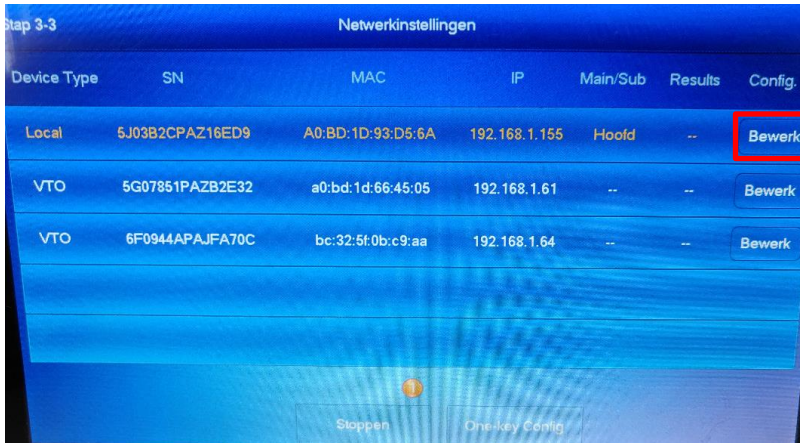 Stap 3-3 Netwerkinstellingen
Device Type SN MAC IP Main/Sub Results Config.
Local 5J03B2CPAZ16ED9 A0:BD:1D:93:D5:6A 192.168.1.155 Hoofd -- Bewerk
VTO 5G07851PAZB2E32 a0:bd:1d:66:45:05 192.168.1.61 -- -- Bewerk
VTO 6F0944APAJFA70C bc:32:5f:0b:c9:aa 192.168.1.64 -- -- Bewerk
1
Stoppen One-key Config